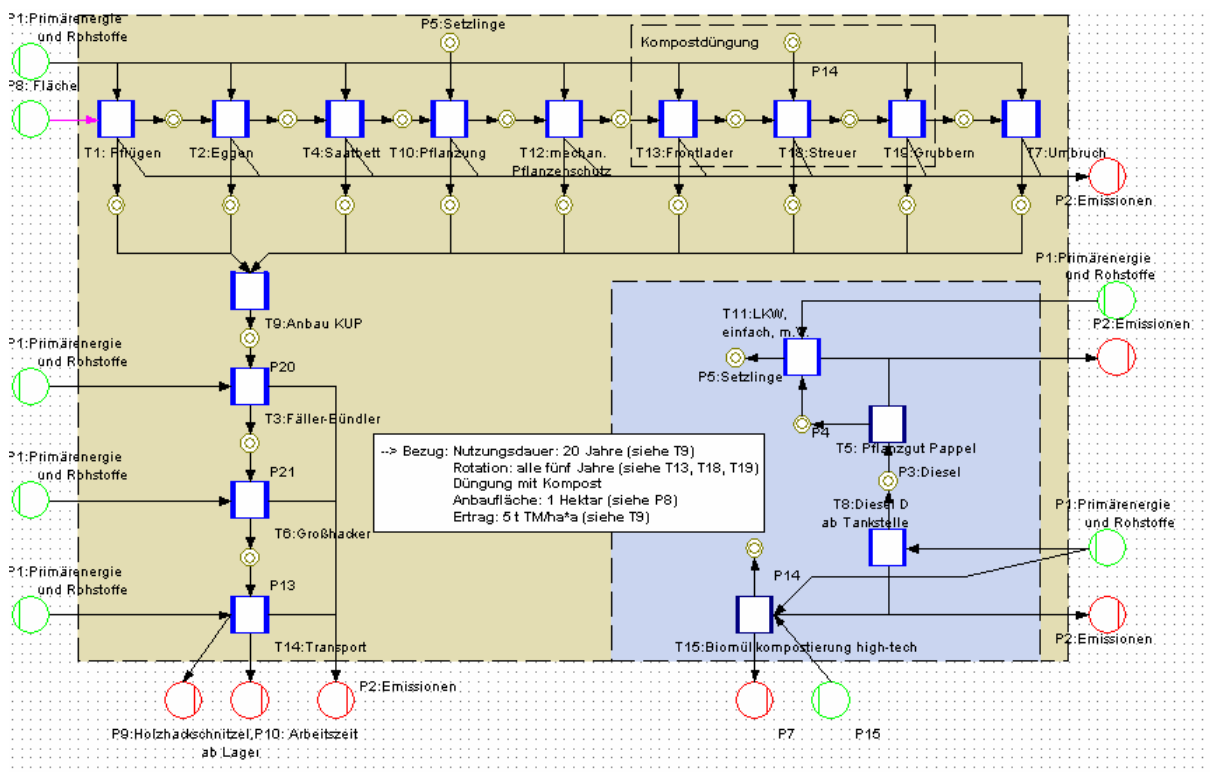 P1:Primärenergie
und Rohstoffe
P5:Setzlinge
Kompostdüngung
P14
P8: Fläche
T1: Pflügen
T2:Eggen
T4:Saatbett
T10:Pflanzung
T12:mechan.
Pflanzenschutz
T13:Frontlader
T18:Streuer
T19:Grubbern
T7:Umbruch
P2:Emissionen
P1:Primärenergie
und Rohstoffe
T11:LKW,
einfach, m.V.
P2:Emissionen
T9:Anbau KUP
P1:Primärenergie
und Rohstoffe
P20
P5:Setzlinge
T3:Fäller-Bündler
P4
T5: Pflanzgut Pappel
--> Bezug: Nutzungsdauer: 20 Jahre (siehe T9)
Rotation: alle fünf Jahre (siehe T13, T18, T19)
Düngung mit Kompost
Anbaufläche: 1 Hektar (siehe P8)
Ertrag: 5 t TM/ha*a (siehe T9)
P1:Primärenergie
und Rohstoffe
P21
P3:Diesel
T8:Diesel D
ab Tankstelle
P1:Primärenergie
und Rohstoffe
T6:Großhacker
P1:Primärenergie
und Rohstoffe
P13
P14
T14:Transport
T15:Biomüllkompostierung high-tech
P2:Emissionen
P2:Emissionen
P9:Holzhackschnitzel,
ab Lager
P10: Arbeitszeit
P7
P15